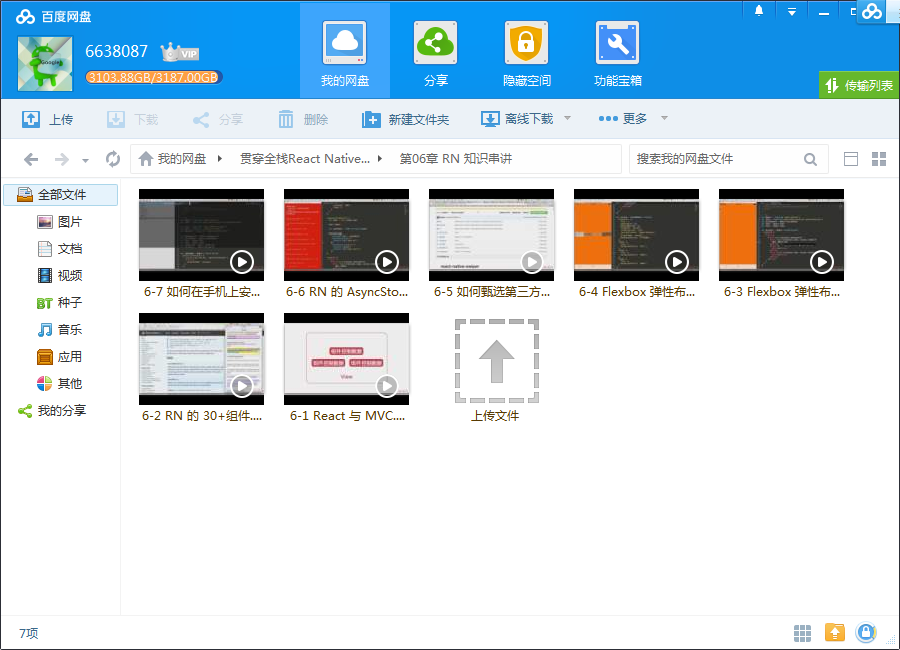 百度网盘
6638087 VIP
3103.88GB/3187.00GB
我的网盘
分享
隐藏空间
功能宝箱
传输列表
上传
下载
分享
删除
新建文件夹
离线下载
更多
我的网盘
贯穿全栈React Native...
第06章 RN 知识串讲
搜索我的网盘文件
全部文件
图片
文档
视频
BT 种子
音乐
应用
其他
我的分享
6-7 如何在手机上安...
6-6 RN 的 AsyncSto...
6-5 如何甄选第三方...
6-4 Flexbox 弹性布...
6-3 Flexbox 弹性布...
View
6-2 RN 的 30+组件....
6-1 React 与 MVC....
上传文件
7项